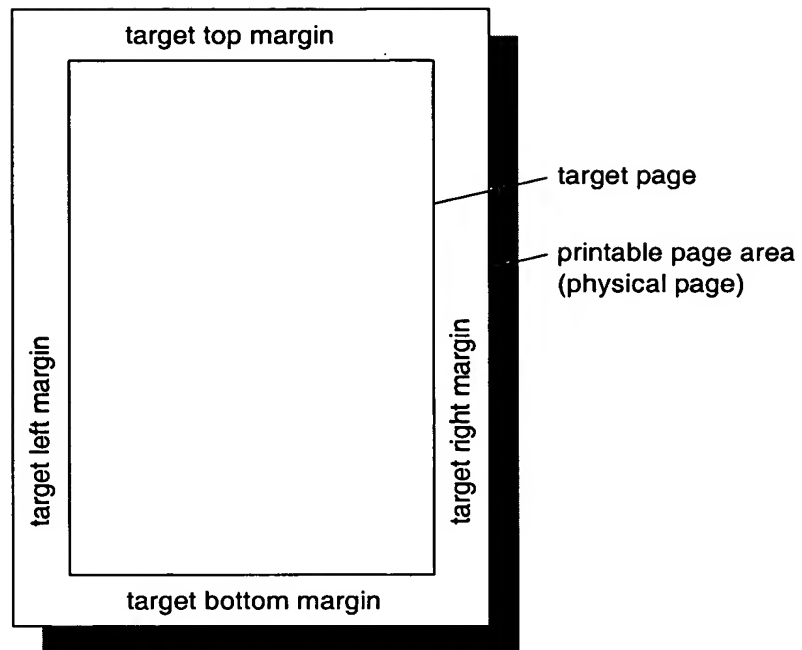 target top margin
target page
printable page area
(physical page)
target left margin
target right margin
target bottom margin